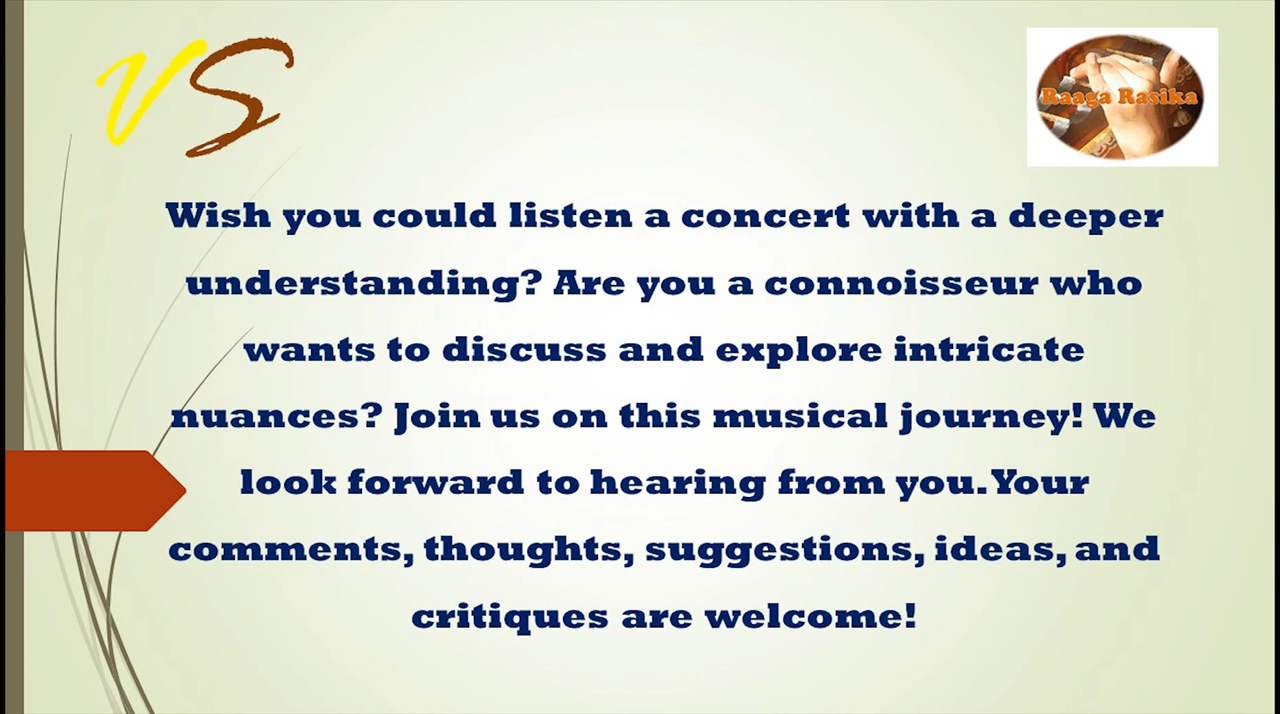 VS
Raaga Rasika
Wish you could listen a concert with a deeper
understanding? Are you a connoisseur who
wants to discuss and explore intricate
nuances? Join us on this musical journey! We
look forward to hearing from you. Your
comments, thoughts, suggestions, ideas, and
critiques are welcome!